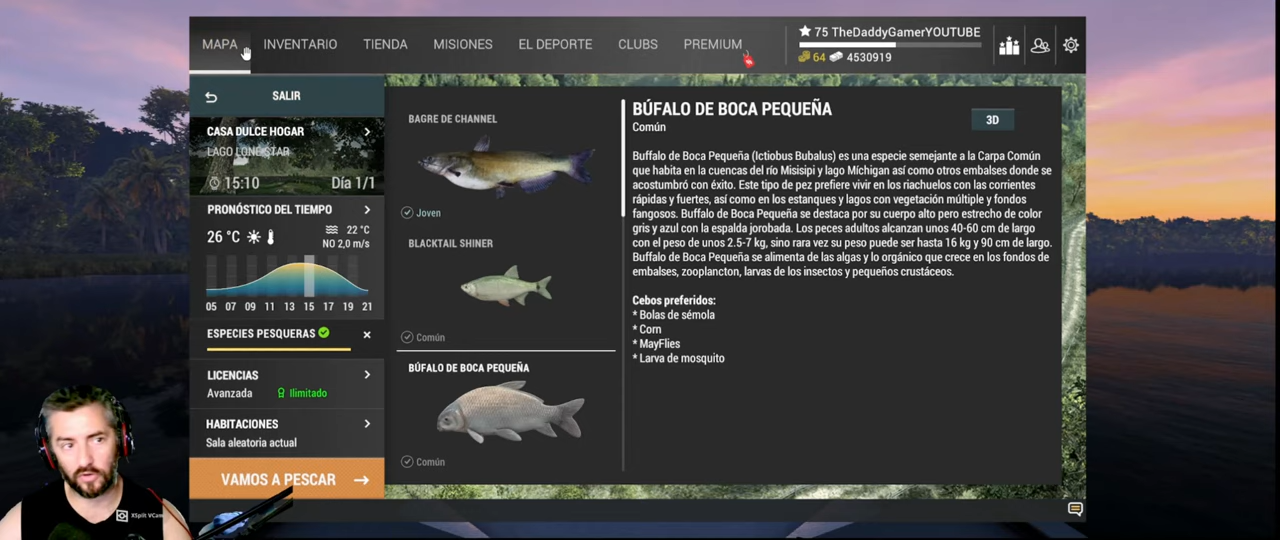 MAPA
INVENTARIO
TIENDA
MISIONES
EL DEPORTE
CLUBS
PREMIUM
75 TheDaddyGamerYOUTUBE
64 4530919
SALIR
CASA DULCE HOGAR
LAGO LONESTAR
15:10 Día 1/1
PRONÓSTICO DEL TIEMPO
26 °C 22 °C
NO 2,0 m/s
05 07 09 11 13 15 17 19 21
ESPECIES PESQUERAS
LICENCIAS
Avanzada Ilimitado
HABITACIONES
Sala aleatoria actual
VAMOS A PESCAR
BAGRE DE CHANNEL
Joven
BLACKTAIL SHINER
Común
BÚFALO DE BOCA PEQUEÑA
Común
BÚFALO DE BOCA PEQUEÑA
Común
3D
Buffalo de Boca Pequeña (Ictiobus Bubalus) es una especie semejante a la Carpa Común
que habita en la cuencas del río Misisipi y lago Míchigan así como otros embalses donde se
acostumbró con éxito. Este tipo de pez prefiere vivir en los riachuelos con las corrientes
rápidas y fuertes, así como en los estanques y lagos con vegetación múltiple y fondos
fangosos. Buffalo de Boca Pequeña se destaca por su cuerpo alto pero estrecho de color
gris y azul con la espalda jorobada. Los peces adultos alcanzan unos 40-60 cm de largo
con el peso de unos 2.5-7 kg, sino rara vez su peso puede ser hasta 16 kg y 90 cm de largo.
Buffalo de Boca Pequeña se alimenta de las algas y lo orgánico que crece en los fondos de
embalses, zooplancton, larvas de los insectos y pequeños crustáceos.
Cebos preferidos:
* Bolas de sémola
* Corn
* MayFlies
* Larva de mosquito
XSplit VCam